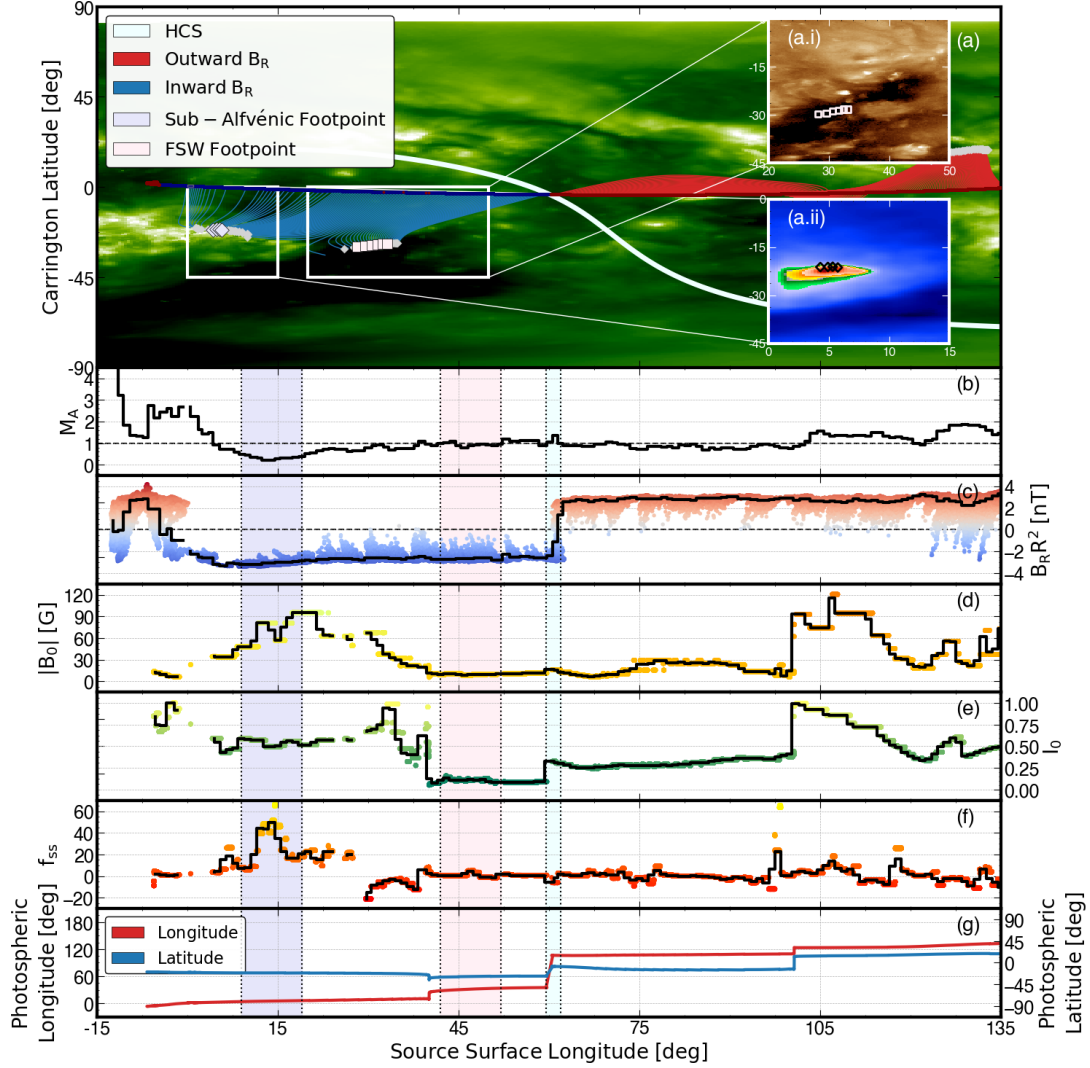 90
45
0
-45
-90
Carrington Latitude [deg]
HCS
Outward B_R
Inward B_R
Sub − Alfvénic Footpoint
FSW Footpoint
(a.i)
(a)
-15
-30
-45
20
30
40
50
(a.ii)
0
-15
-30
-45
0
5
10
15
(b)
M_A
4
3
2
1
0
(c)
4
2
0
−2
−4
B_R R² [nT]
(d)
|B₀| [G]
120
90
60
30
0
(e)
1.00
0.75
0.50
0.25
0.00
I₀
(f)
f_ss
60
40
20
0
−20
(g)
Longitude
Latitude
Photospheric
Longitude [deg]
180
120
60
0
90
45
0
-45
-90
Photospheric
Latitude [deg]
-15
15
45
75
105
135
Source Surface Longitude [deg]